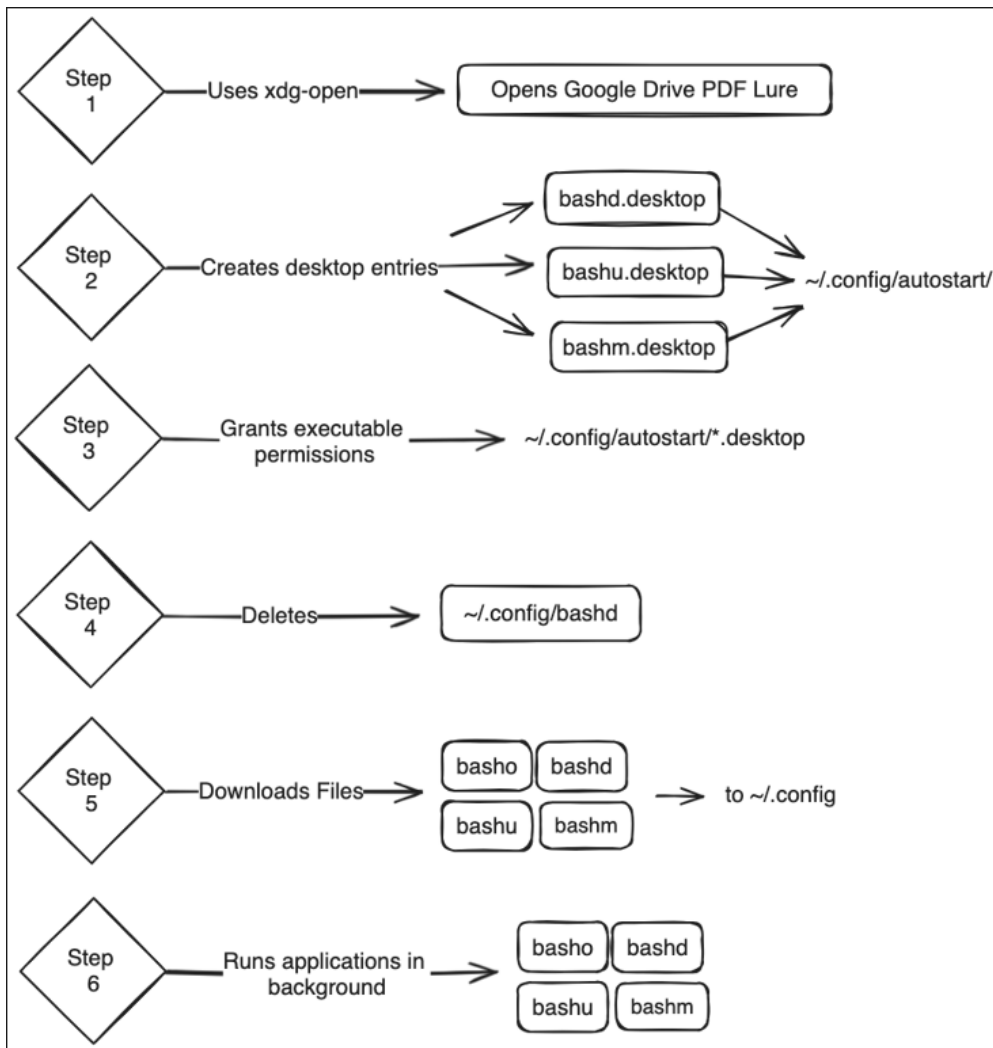 Step
1
Uses xdg-open
Opens Google Drive PDF Lure
Step
2
Creates desktop entries
bashd.desktop
bashu.desktop
bashm.desktop
~/.config/autostart/
Step
3
Grants executable
permissions
~/.config/autostart/*.desktop
Step
4
Deletes
~/.config/bashd
Step
5
Downloads Files
basho bashd
bashu bashm
to ~/.config
Step
6
Runs applications in
background
basho bashd
bashu bashm